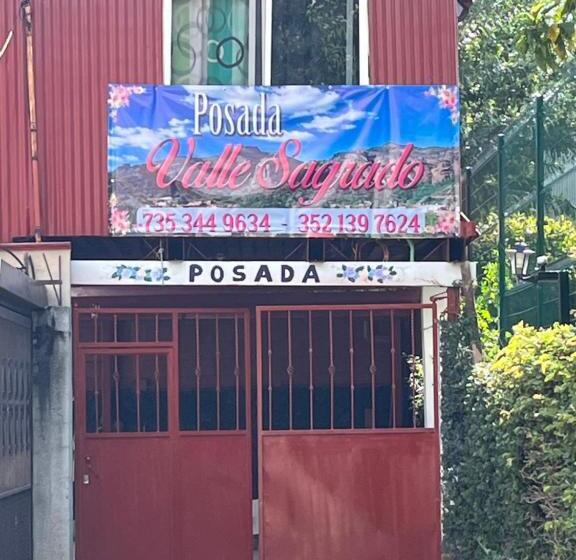 Posada
Valle Sagrado
735 344 9634 - 352 139 7624
POSADA